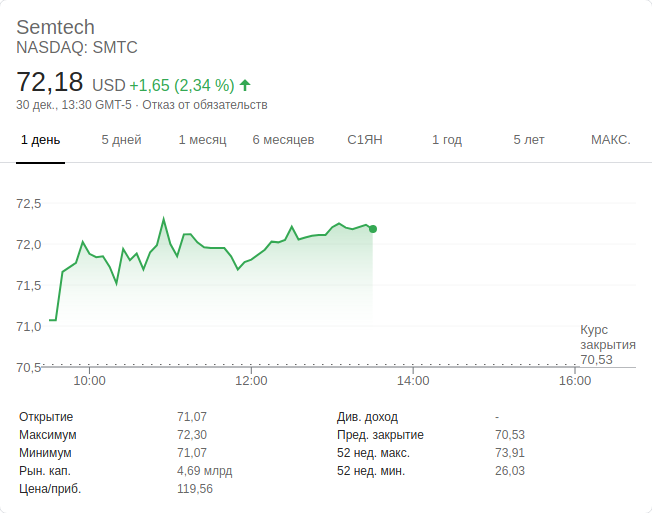 Semtech
NASDAQ: SMTC
72,18 USD +1,65 (2,34 %)
30 дек., 13:30 GMT-5 · Отказ от обязательств
1 день 5 дней 1 месяц 6 месяцев С1ЯН 1 год 5 лет МАКС.
72,5
72,0
71,5
71,0
70,5
Курс
закрытия
70,53
10:00 12:00 14:00 16:00
Открытие 71,07 Див. доход -
Максимум 72,30 Пред. закрытие 70,53
Минимум 71,07 52 нед. макс. 73,91
Рын. кап. 4,69 млрд 52 нед. мин. 26,03
Цена/приб. 119,56